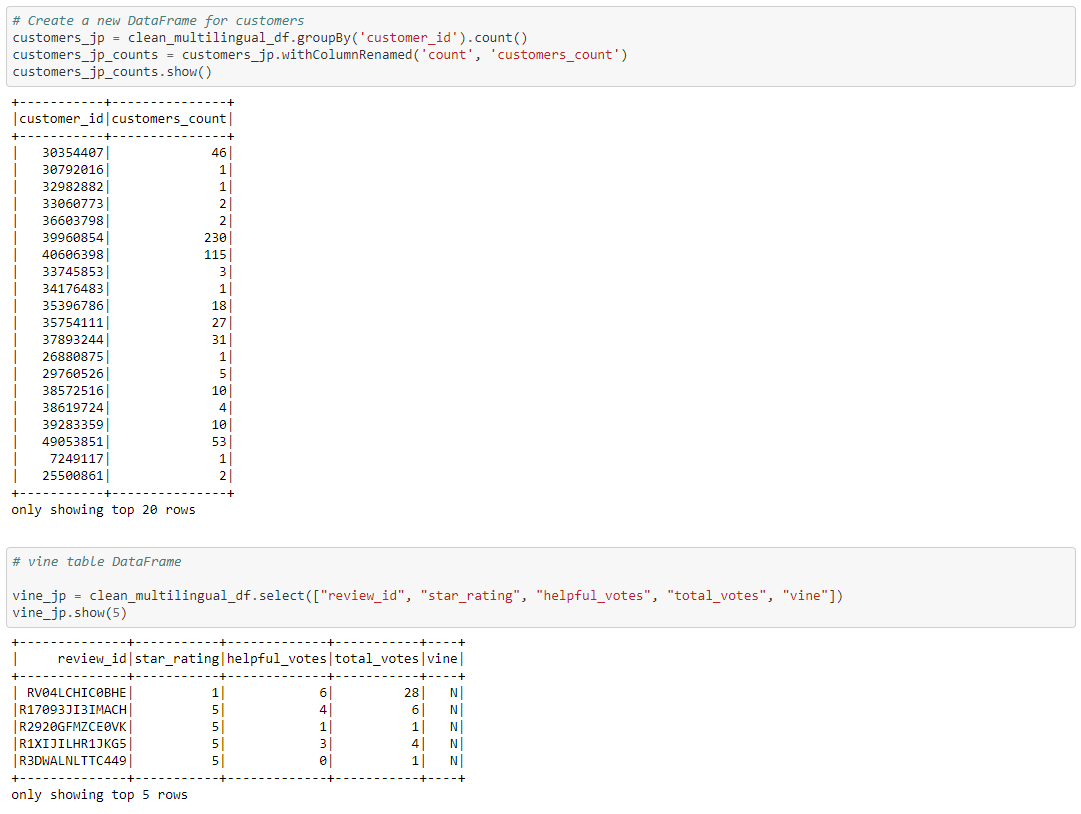 # Create a new DataFrame for customers
customers_jp = clean_multilingual_df.groupBy('customer_id').count()
customers_jp_counts = customers_jp.withColumnRenamed('count', 'customers_count')
customers_jp_counts.show()
+-----------+---------------+
|customer_id|customers_count|
+-----------+---------------+
|   30354407|             46|
|   30792016|              1|
|   32982882|              1|
|   33060773|              2|
|   36603798|              2|
|   39960854|            230|
|   40606398|            115|
|   33745853|              3|
|   34176483|              1|
|   35396786|             18|
|   35754111|             27|
|   37893244|             31|
|   26880875|              1|
|   29760526|              5|
|   38572516|             10|
|   38619724|              4|
|   39283359|             10|
|   49053851|             53|
|    7249117|              1|
|   25500861|              2|
+-----------+---------------+
only showing top 20 rows
# vine table DataFrame
vine_jp = clean_multilingual_df.select(["review_id", "star_rating", "helpful_votes", "total_votes", "vine"])
vine_jp.show(5)
+--------------+-----------+-------------+-----------+----+
|     review_id|star_rating|helpful_votes|total_votes|vine|
+--------------+-----------+-------------+-----------+----+
| RV04LCHIC0BHE|          1|            6|         28|   N|
|R17093JI3IMACH|          5|            4|          6|   N|
|R2920GFMZCE0VK|          5|            1|          1|   N|
|R1XIJILHR1JKG5|          5|            3|          4|   N|
|R3DWALNLTTC449|          5|            0|          1|   N|
+--------------+-----------+-------------+-----------+----+
only showing top 5 rows